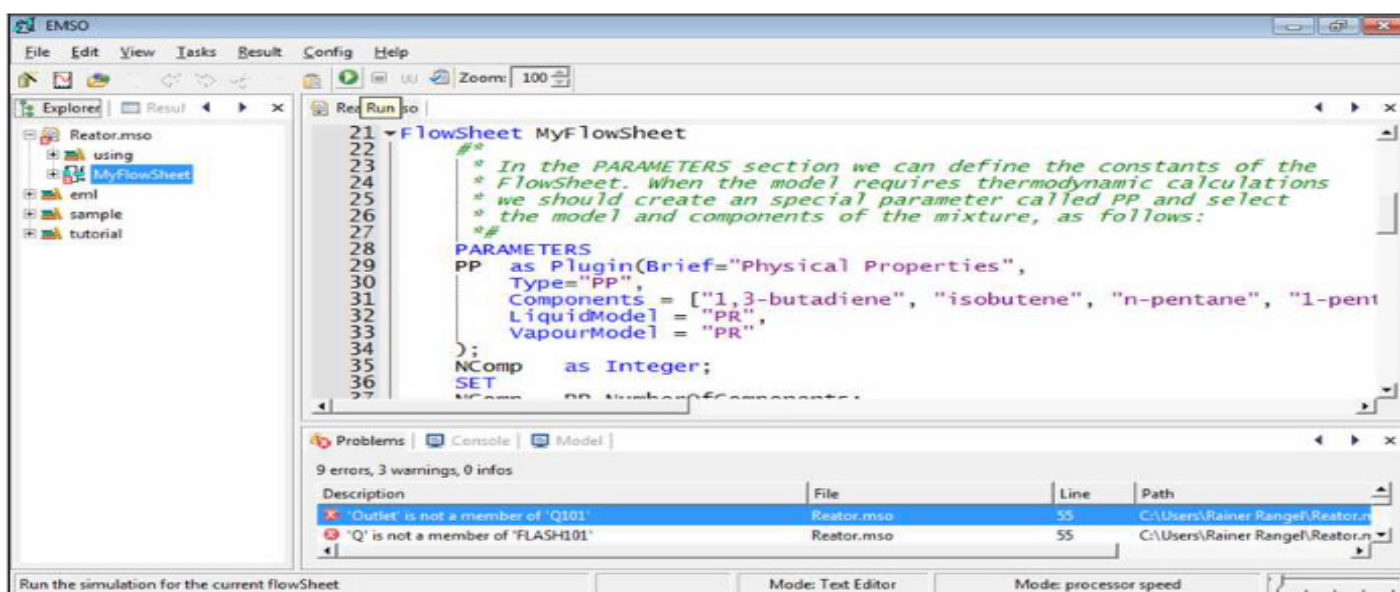 EMSO
File Edit View Tasks Result Config Help
Zoom: 100
Explorer Resul
Run so
Reator.mso
using
MyFlowSheet
eml
sample
tutorial
21 FlowSheet MyFlowSheet
22 #*
23 * In the PARAMETERS section we can define the constants of the
24 * FlowSheet. When the model requires thermodynamic calculations
25 * we should create an special parameter called PP and select
26 * the model and components of the mixture, as follows:
27 *#
28 PARAMETERS
29 PP as Plugin(Brief="Physical Properties",
30 Type="PP",
31 Components = ["1,3-butadiene", "isobutene", "n-pentane", "1-pent
32 LiquidModel = "PR",
33 VapourModel = "PR"
34 );
35 NComp as Integer;
36 SET
37 NComp PP.NumberOfComponents;
Problems Console Model
9 errors, 3 warnings, 0 infos
Description File Line Path
'Outlet' is not a member of 'Q101' Reator.mso 55 C:\Users\Rainer Rangel\Reator.n
'Q' is not a member of 'FLASH101' Reator.mso 55 C:\Users\Rainer Rangel\Reator.n
Run the simulation for the current flowSheet Mode: Text Editor Mode: processor speed